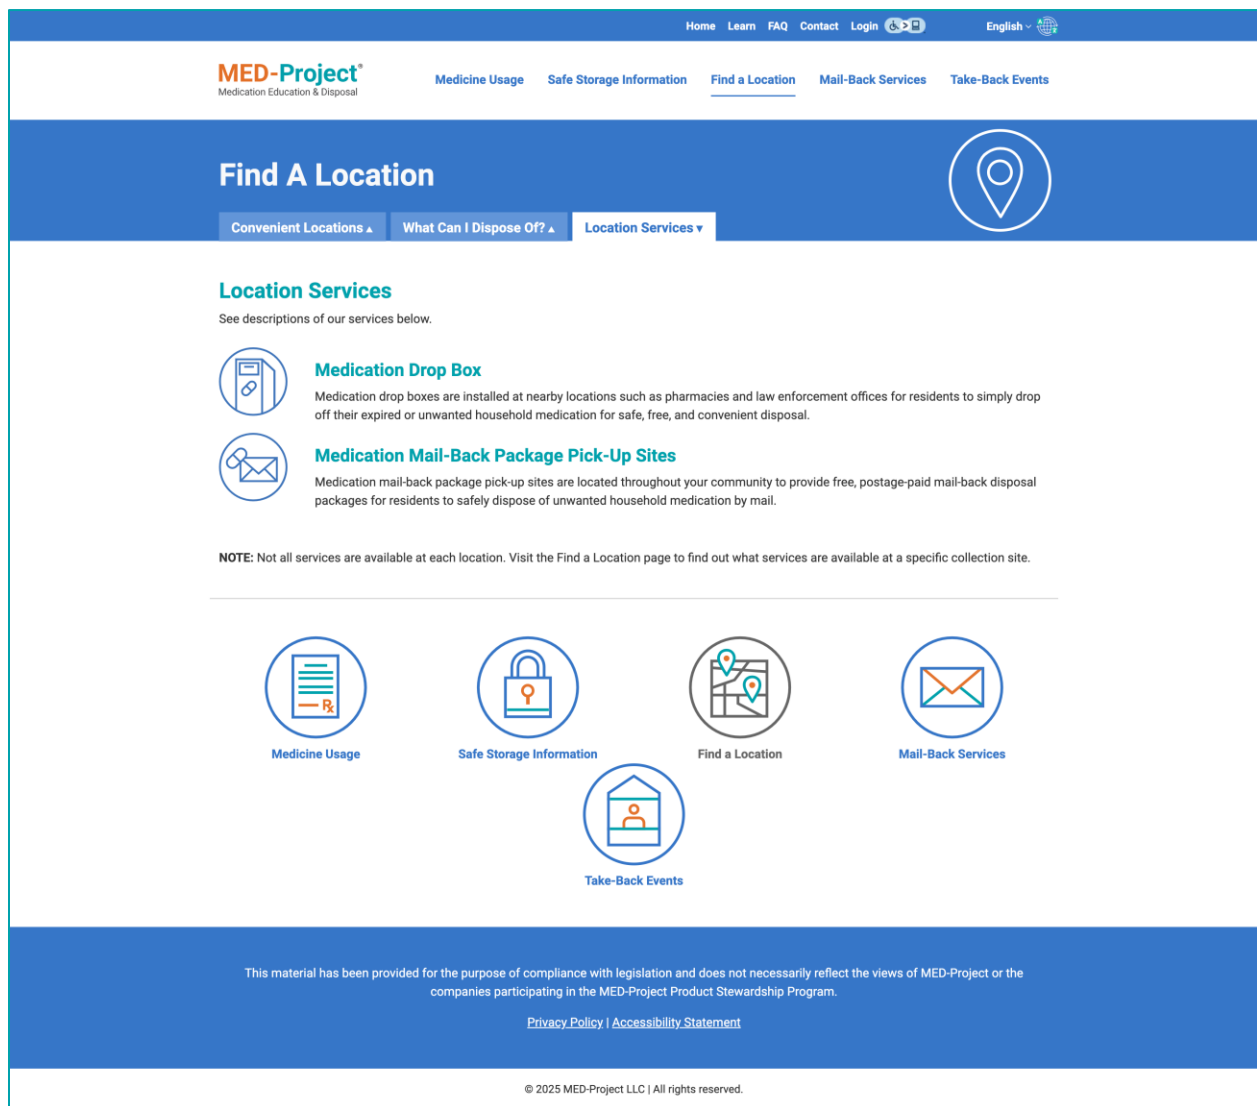 Home Learn FAQ Contact Login English
MED-Project®
Medication Education & Disposal
Medicine Usage Safe Storage Information Find a Location Mail-Back Services Take-Back Events
Find A Location
Convenient Locations ▴ What Can I Dispose Of? ▴ Location Services ▾
Location Services
See descriptions of our services below.
Medication Drop Box
Medication drop boxes are installed at nearby locations such as pharmacies and law enforcement offices for residents to simply drop
off their expired or unwanted household medication for safe, free, and convenient disposal.
Medication Mail-Back Package Pick-Up Sites
Medication mail-back package pick-up sites are located throughout your community to provide free, postage-paid mail-back disposal
packages for residents to safely dispose of unwanted household medication by mail.
NOTE: Not all services are available at each location. Visit the Find a Location page to find out what services are available at a specific collection site.
Rx
Medicine Usage Safe Storage Information Find a Location Mail-Back Services
Take-Back Events
This material has been provided for the purpose of compliance with legislation and does not necessarily reflect the views of MED-Project or the
companies participating in the MED-Project Product Stewardship Program.
Privacy Policy | Accessibility Statement
© 2025 MED-Project LLC | All rights reserved.